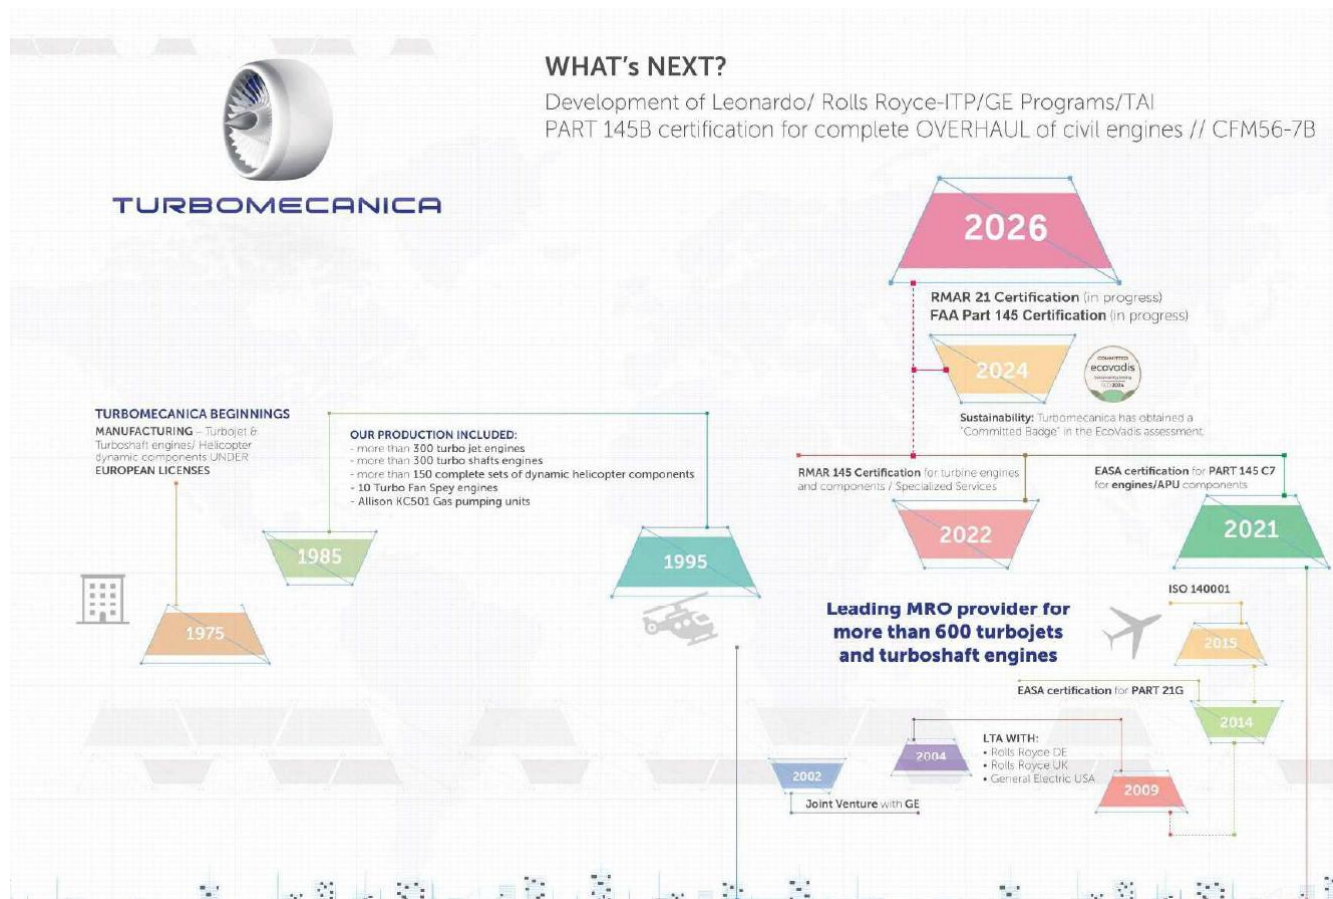 WHAT's NEXT?
Development of Leonardo/ Rolls Royce-ITP/GE Programs/TAI
PART 145B certification for complete OVERHAUL of civil engines // CFM56-7B
TURBOMECANICA
2026
RMAR 21 Certification (in progress)
FAA Part 145 Certification (in progress)
2024
COMMITTED
ecovadis
Sustainability: Turbomecanica has obtained a
"Committed Badge" in the EcoVadis assessment.
TURBOMECANICA BEGINNINGS
MANUFACTURING – Turbojet &
Turboshaft engines/ Helicopter
dynamic components UNDER
EUROPEAN LICENSES
OUR PRODUCTION INCLUDED:
- more than 300 turbo jet engines
- more than 300 turbo shafts engines
- more than 150 complete sets of dynamic helicopter components
- 10 Turbo Fan Spey engines
- Allison KC501 Gas pumping units
RMAR 145 Certification for turbine engines
and components / Specialized Services
EASA certification for PART 145 C7
for engines/APU components
1985
1995
2022
2021
1975
ISO 140001
Leading MRO provider for
more than 600 turbojets
and turboshaft engines
2015
EASA certification for PART 21G
2014
LTA WITH:
• Rolls Royce DE
• Rolls Royce UK
• General Electric USA
2004
2002
2009
Joint Venture with GE